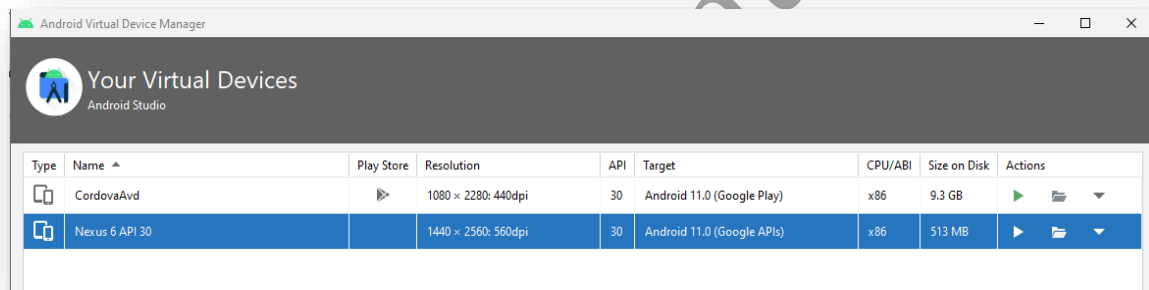 Android Virtual Device Manager
Your Virtual Devices
Android Studio
Type Name Play Store Resolution API Target CPU/ABI Size on Disk Actions
CordovaAvd 1080 × 2280: 440dpi 30 Android 11.0 (Google Play) x86 9.3 GB
Nexus 6 API 30 1440 × 2560: 560dpi 30 Android 11.0 (Google APIs) x86 513 MB